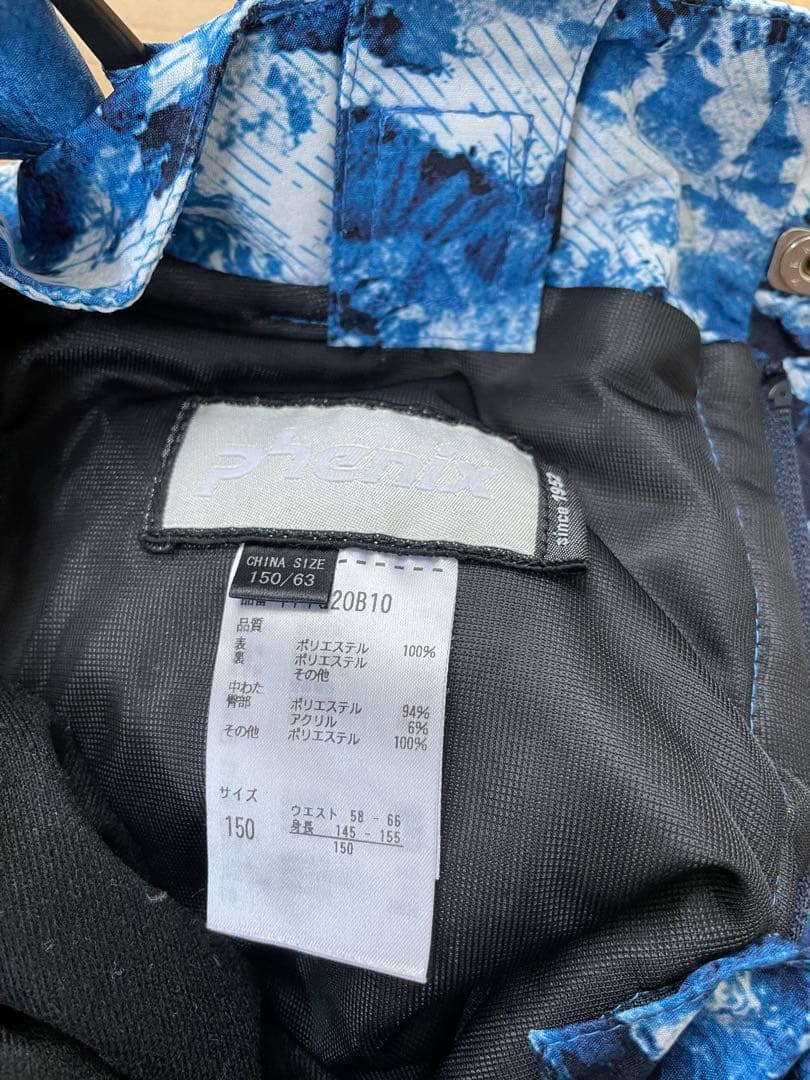 phenix
since 1952
CHINA SIZE
150/63
20B10
品質
表 ポリエステル 100%
裏 ポリエステル
その他
中わた
臀部 ポリエステル 94%
アクリル 6%
その他 ポリエステル 100%
サイズ
150
ウエスト 58 - 66
身長 145 - 155
150